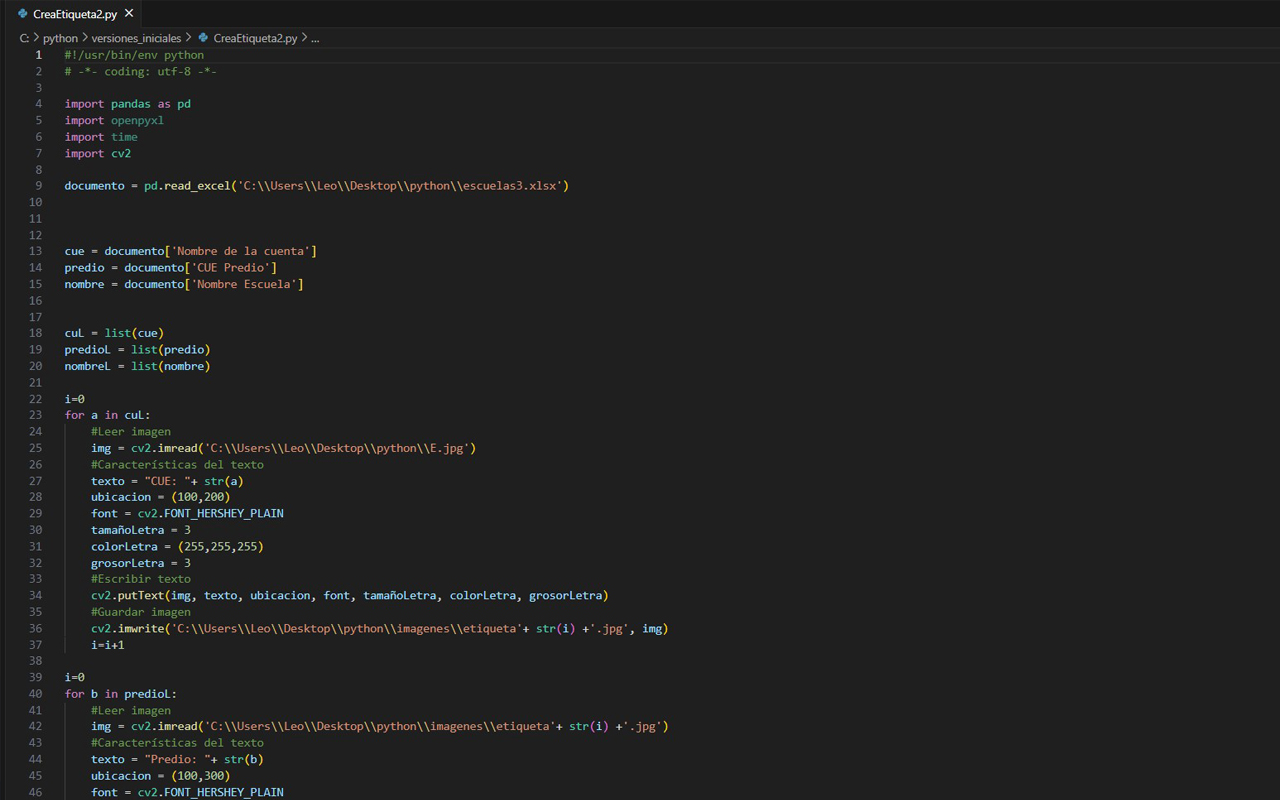 CreaEtiqueta2.py ×
C: > python > versiones_iniciales > CreaEtiqueta2.py > ...
1 #!/usr/bin/env python
2 # -*- coding: utf-8 -*-
3
4 import pandas as pd
5 import openpyxl
6 import time
7 import cv2
8
9 documento = pd.read_excel('C:\\Users\\Leo\\Desktop\\python\\escuelas3.xlsx')
10
11
12
13 cue = documento['Nombre de la cuenta']
14 predio = documento['CUE Predio']
15 nombre = documento['Nombre Escuela']
16
17
18 cuL = list(cue)
19 predioL = list(predio)
20 nombreL = list(nombre)
21
22 i=0
23 for a in cuL:
24     #Leer imagen
25     img = cv2.imread('C:\\Users\\Leo\\Desktop\\python\\E.jpg')
26     #Características del texto
27     texto = "CUE: "+ str(a)
28     ubicacion = (100,200)
29     font = cv2.FONT_HERSHEY_PLAIN
30     tamañoLetra = 3
31     colorLetra = (255,255,255)
32     grosorLetra = 3
33     #Escribir texto
34     cv2.putText(img, texto, ubicacion, font, tamañoLetra, colorLetra, grosorLetra)
35     #Guardar imagen
36     cv2.imwrite('C:\\Users\\Leo\\Desktop\\python\\imagenes\\etiqueta'+ str(i) +'.jpg', img)
37     i=i+1
38
39 i=0
40 for b in predioL:
41     #Leer imagen
42     img = cv2.imread('C:\\Users\\Leo\\Desktop\\python\\imagenes\\etiqueta'+ str(i) +'.jpg')
43     #Características del texto
44     texto = "Predio: "+ str(b)
45     ubicacion = (100,300)
46     font = cv2.FONT_HERSHEY_PLAIN